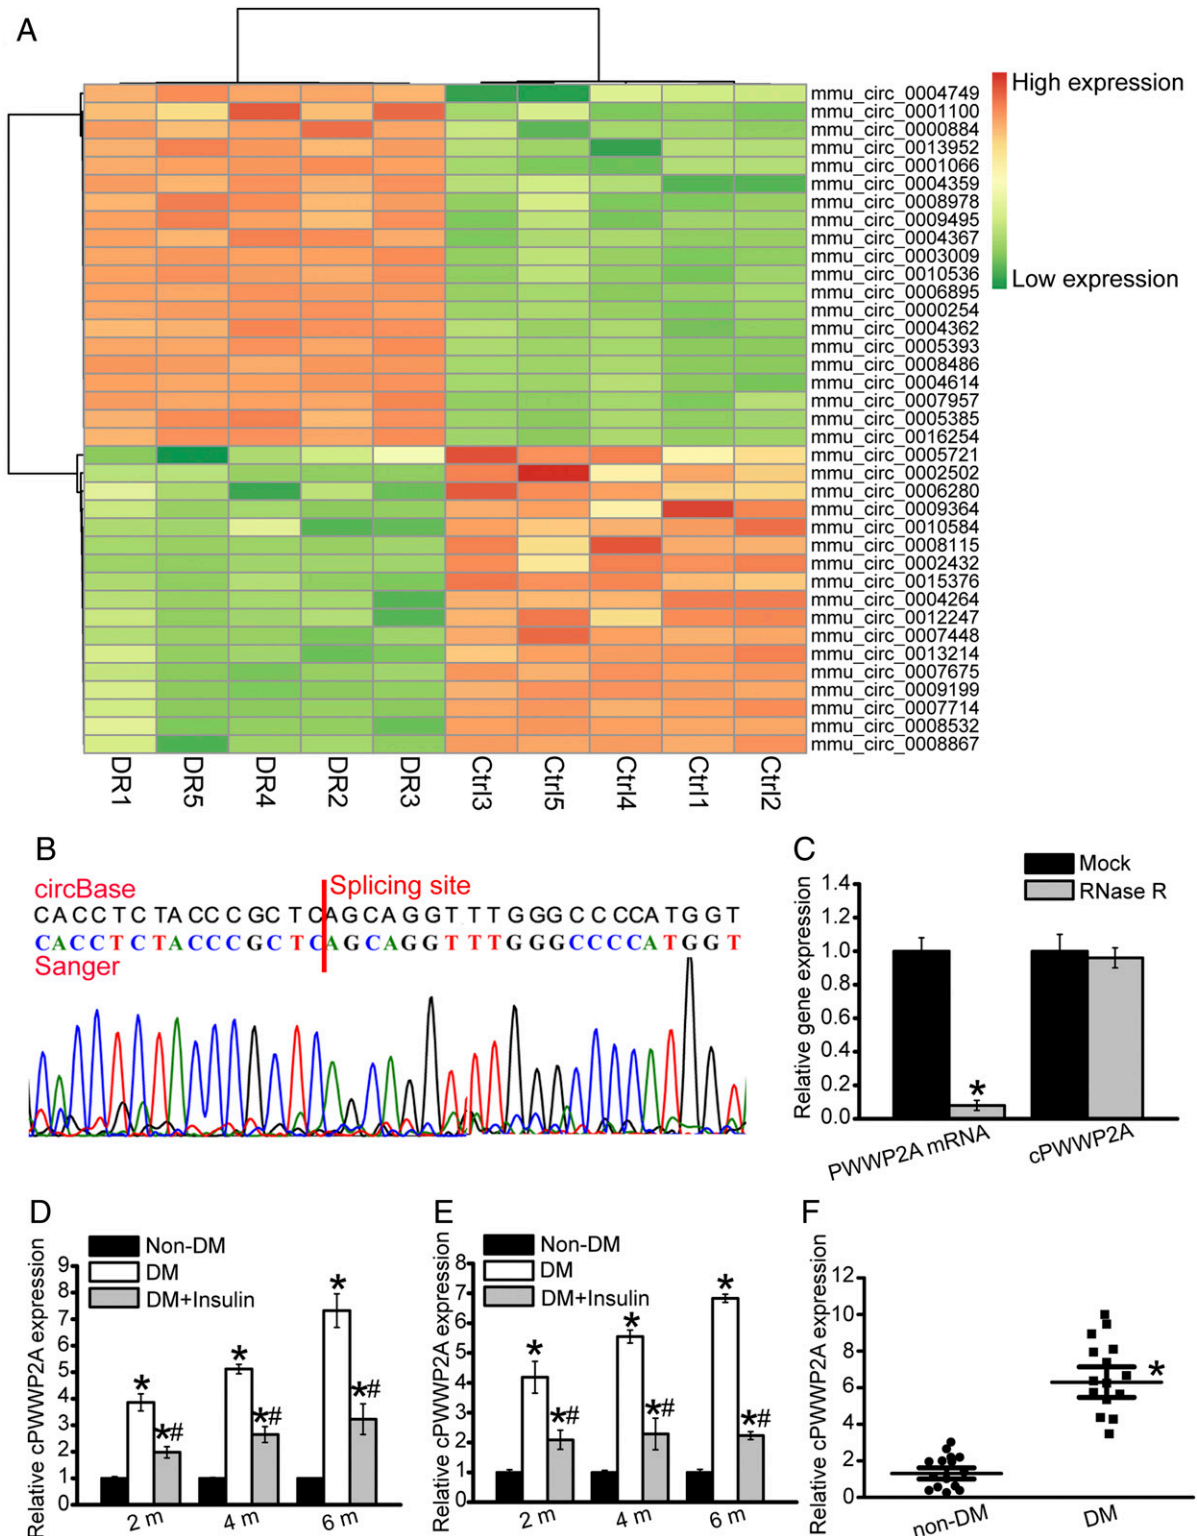 A
High expression
Low expression
mmu_circ_0004749
mmu_circ_0001100
mmu_circ_0000884
mmu_circ_0013952
mmu_circ_0001066
mmu_circ_0004359
mmu_circ_0008978
mmu_circ_0009495
mmu_circ_0004367
mmu_circ_0003009
mmu_circ_0010536
mmu_circ_0006895
mmu_circ_0000254
mmu_circ_0004362
mmu_circ_0005393
mmu_circ_0008486
mmu_circ_0004614
mmu_circ_0007957
mmu_circ_0005385
mmu_circ_0016254
mmu_circ_0005721
mmu_circ_0002502
mmu_circ_0006280
mmu_circ_0009364
mmu_circ_0010584
mmu_circ_0008115
mmu_circ_0002432
mmu_circ_0015376
mmu_circ_0004264
mmu_circ_0012247
mmu_circ_0007448
mmu_circ_0013214
mmu_circ_0007675
mmu_circ_0009199
mmu_circ_0007714
mmu_circ_0008532
mmu_circ_0008867
DR1 DR5 DR4 DR2 DR3 Ctrl3 Ctrl5 Ctrl4 Ctrl1 Ctrl2
B
circBase
Splicing site
CACCTCTACCCGCTCAGCAGGTTTGGGCCCCATGGT
CACCTCTACCCGCTCAGCAGGTTTGGGCCCCATGGT
Sanger
C
Mock
RNase R
Relative gene expression
1.4
1.2
1.0
0.8
0.6
0.4
0.2
0.0
*
PWWP2A mRNA
cPWWP2A
D
Non-DM
DM
DM+Insulin
Relative cPWWP2A expression
9
8
7
6
5
4
3
2
1
0
* *# * *# * *#
2 m 4 m 6 m
E
Non-DM
DM
DM+Insulin
Relative cPWWP2A expression
8
7
6
5
4
3
2
1
0
* *# * *# * *#
2 m 4 m 6 m
F
Relative cPWWP2A expression
12
10
8
6
4
2
0
*
non-DM
DM